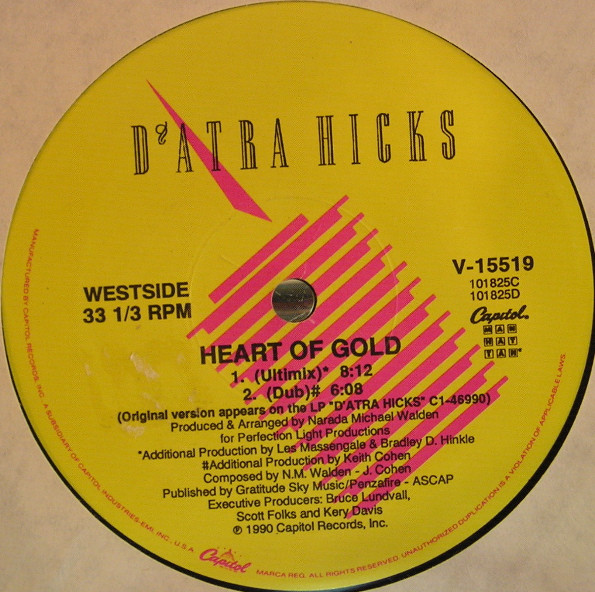 D'ATRA HICKS
WESTSIDE
33 1/3 RPM
V-15519
101825C
101825D
Capitol®
MAN
HAT
TAN*
HEART OF GOLD
1. (Ultimix)* 8:12
2. (Dub)# 6:08
(Original version appears on the LP "D'ATRA HICKS" C1-46990)
Produced & Arranged by Narada Michael Walden
for Perfection Light Productions
*Additional Production by Les Massengale & Bradley D. Hinkle
#Additional Production by Keith Cohen
Composed by N.M. Walden - J. Cohen
Published by Gratitude Sky Music/Penzafire - ASCAP
Executive Producers: Bruce Lundvall,
Scott Folks and Kery Davis
℗ 1990 Capitol Records, Inc.
MANUFACTURED BY CAPITOL RECORDS, INC., A SUBSIDIARY OF CAPITOL INDUSTRIES-EMI, INC., U.S.A. Capitol MARCA REG. ALL RIGHTS RESERVED. UNAUTHORIZED DUPLICATION IS A VIOLATION OF APPLICABLE LAWS.